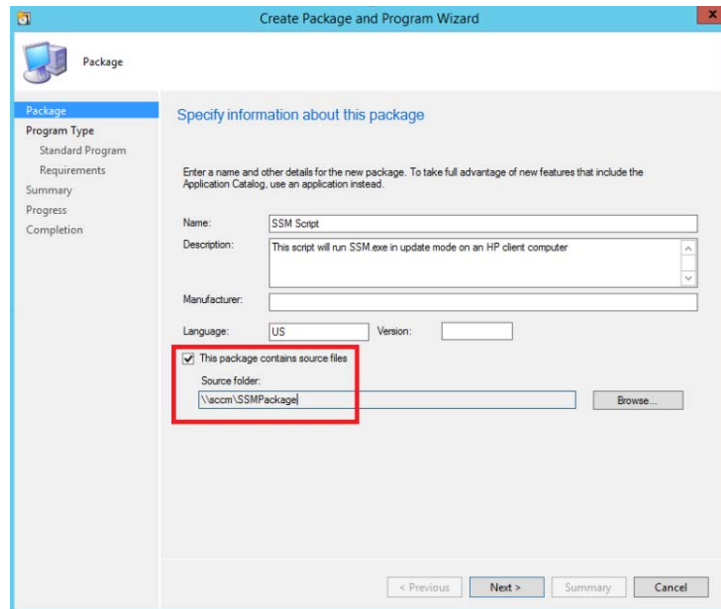 Create Package and Program Wizard
x
Package
Package
Program Type
Standard Program
Requirements
Summary
Progress
Completion
Specify information about this package
Enter a name and other details for the new package. To take full advantage of new features that include the
Application Catalog, use an application instead.
Name: SSM Script
Description: This script will run SSM.exe in update mode on an HP client computer
Manufacturer:
Language: US Version:
This package contains source files
Source folder:
\\sccm\SSMPackage Browse...
< Previous Next > Summary Cancel